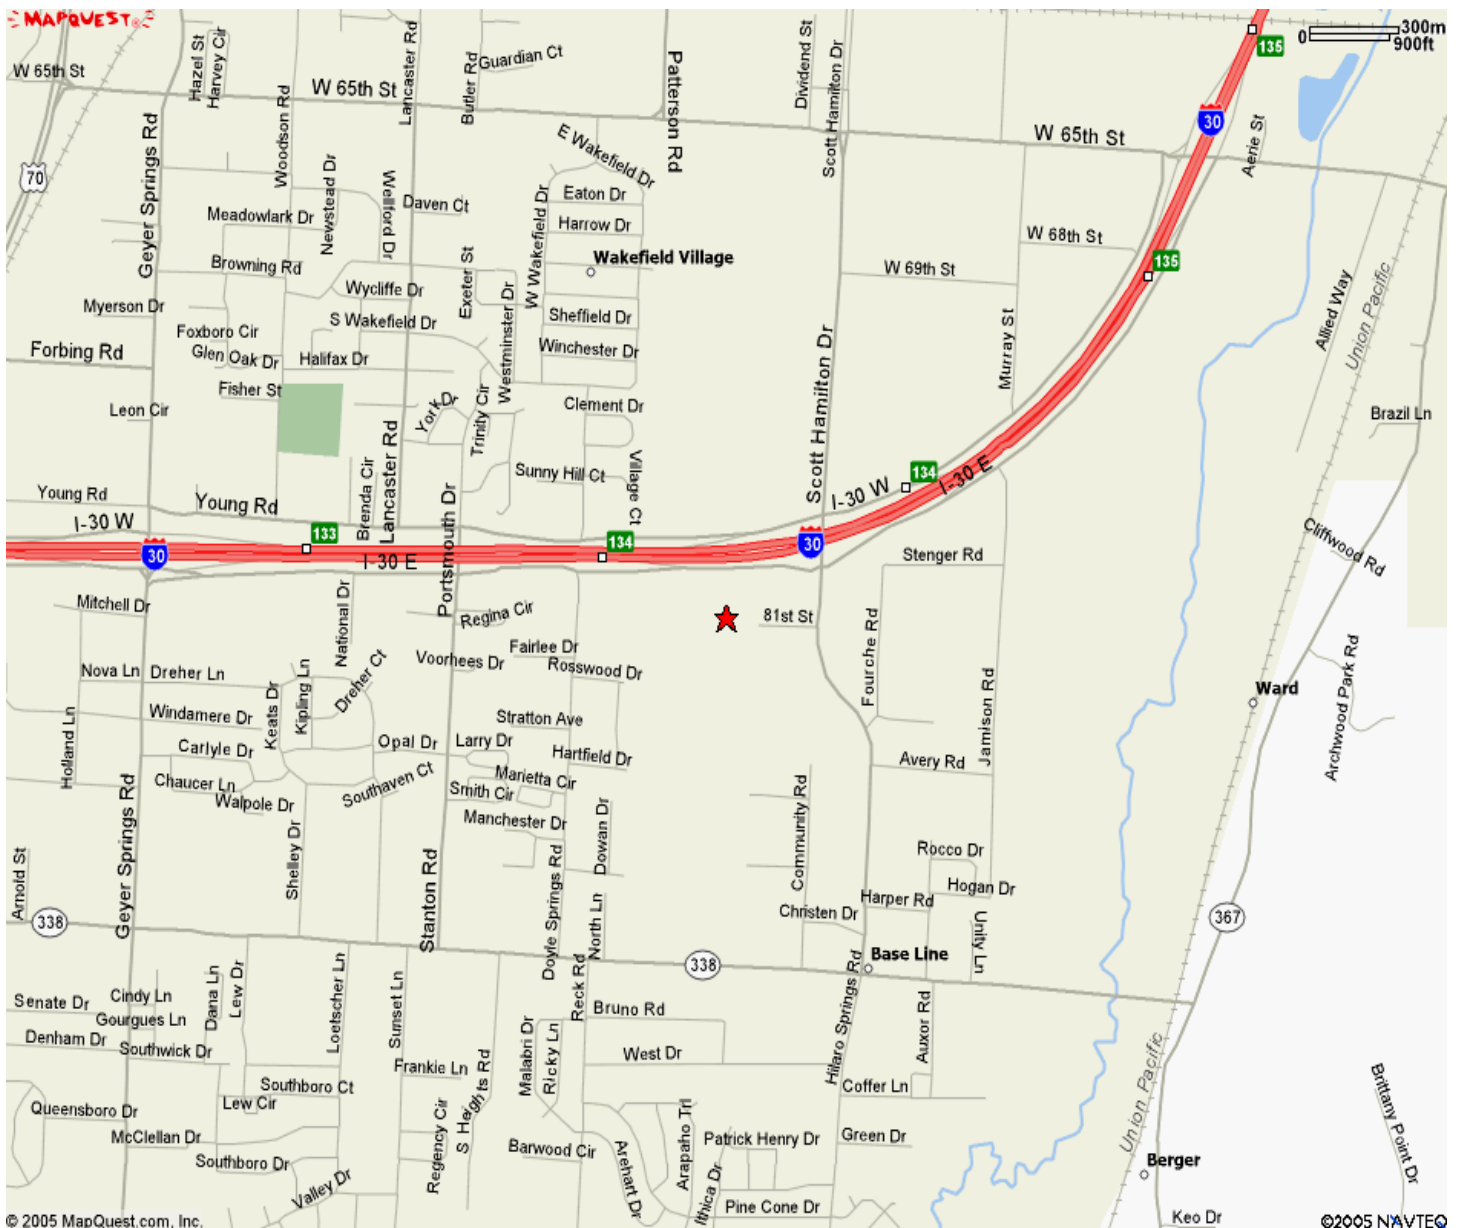 MAPQUEST
300m
0
900ft
135
W 65th St
Hazel St
Harvey Cir
Lancaster Rd
Butler Rd
Guardian Ct
Patterson Rd
Dividend St
Scott Hamilton Dr
W 65th St
30
W 65th St
Aerie St
70
Geyer Springs Rd
Woodson Rd
Newstead Dr
Wellford Dr
Daven Ct
E Wakefield Dr
Eaton Dr
Harrow Dr
Meadowlark Dr
W Wakefield Dr
Wakefield Village
W 68th St
135
W 69th St
Browning Rd
Exeter St
Wycliffe Dr
Westminster Dr
Myerson Dr
S Wakefield Dr
Sheffield Dr
Foxboro Cir
Winchester Dr
Forbing Rd
Glen Oak Dr
Halifax Dr
Scott Hamilton Dr
Murray St
Allied Way
Union Pacific
Fisher St
Leon Cir
York Dr
Trinity Cir
Clement Dr
Brazil Ln
Lancaster Rd
Brenda Cir
Sunny Hill Ct
Village Ct
134
I-30 W
I-30 E
Young Rd
Young Rd
I-30 W
133
Portsmouth Dr
134
30
30
I-30 E
Stenger Rd
Cliffwood Rd
Mitchell Dr
National Dr
Regina Cir
81st St
Fourche Rd
Fairlee Dr
Voorhees Dr
Rosswood Dr
Nova Ln
Dreher Ln
Dreher Ct
Kipling Ln
Keats Dr
Archwood Park Rd
Ward
Jamison Rd
Holland Ln
Windamere Dr
Stratton Ave
Carlyle Dr
Opal Dr
Larry Dr
Hartfield Dr
Avery Rd
Chaucer Ln
Southaven Ct
Marietta Cir
Smith Cir
Walpole Dr
Manchester Dr
Geyer Springs Rd
Shelley Dr
Stanton Rd
Dowan Dr
Community Rd
Rocco Dr
Arnold St
Doyle Springs Rd
North Ln
Hogan Dr
Harper Rd
Christen Dr
Unity Ln
338
367
338
Base Line
Hilaro Springs Rd
Dana Ln
Lew Dr
Loetscher Ln
Sunset Ln
Reck Rd
Senate Dr
Cindy Ln
Gourgues Ln
Bruno Rd
Auxor Rd
Denham Dr
Southwick Dr
Malabri Dr
Ricky Ln
West Dr
Union Pacific
Frankie Ln
S Heights Rd
Southboro Ct
Coffer Ln
Brittany Point Dr
Queensboro Dr
Lew Cir
McClellan Dr
Regency Cir
Barwood Cir
Arehart Dr
Arapaho Trl
Patrick Henry Dr
Green Dr
Southboro Dr
Valley Dr
Ithica Dr
Berger
Pine Cone Dr
Keo Dr
© 2005 MapQuest.com, Inc.
©2005 NAVTEQ